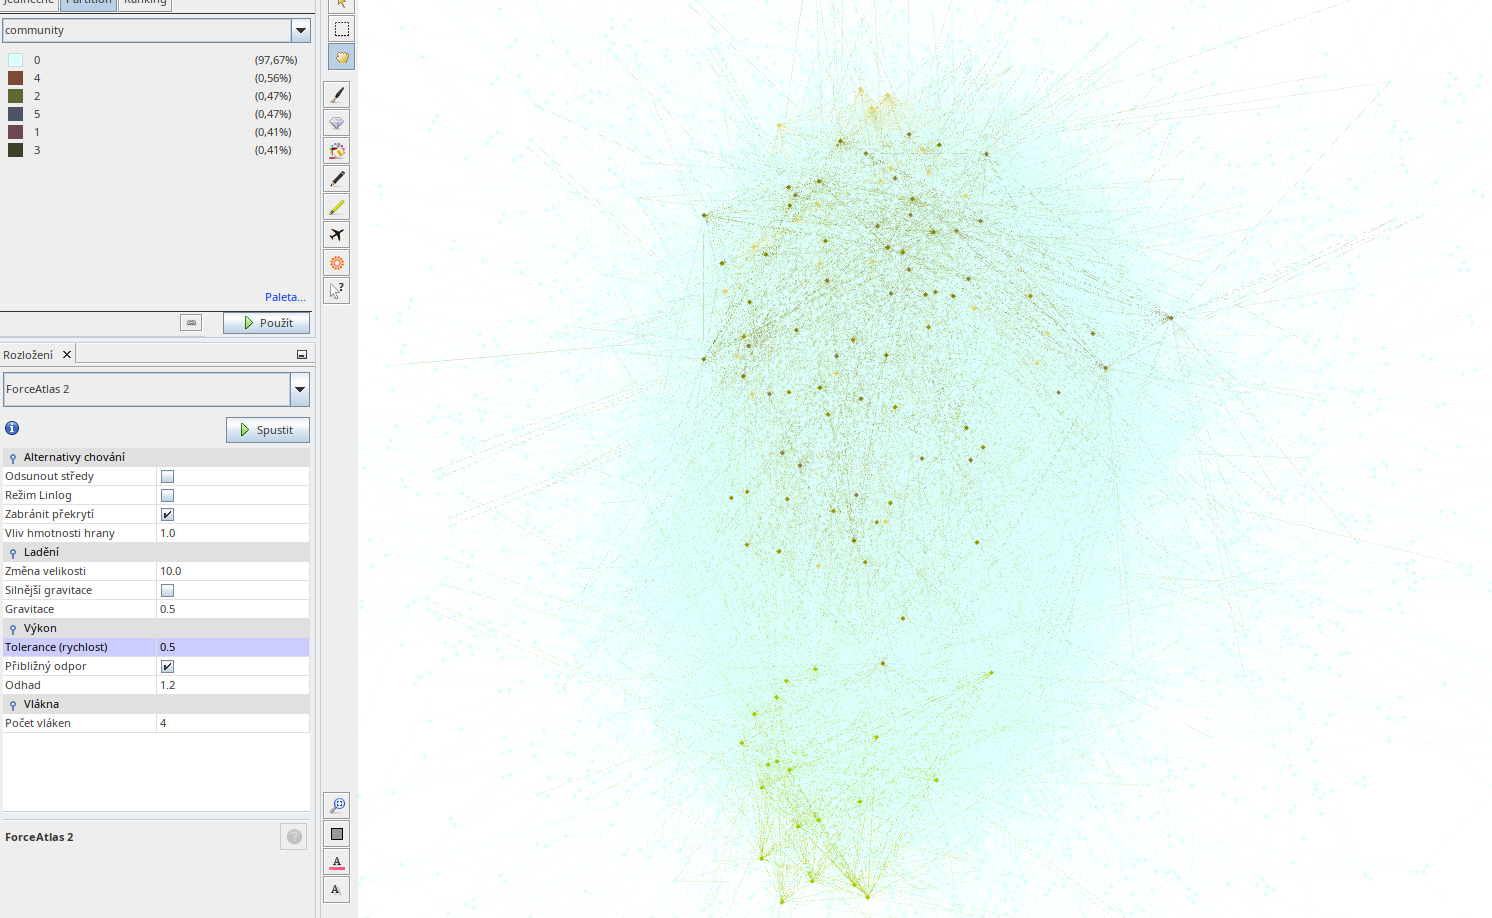 Jedinečné Partition Ranking
community
0 (97,67%)
4 (0,56%)
2 (0,47%)
5 (0,47%)
1 (0,41%)
3 (0,41%)
Paleta...
Použít
Rozložení
ForceAtlas 2
Spustit
Alternativy chování
Odsunout středy
Režim Linlog
Zabránit překrytí
Vliv hmotnosti hrany 1.0
Ladění
Změna velikosti 10.0
Silnější gravitace
Gravitace 0.5
Výkon
Tolerance (rychlost) 0.5
Přibližný odpor
Odhad 1.2
Vlákna
Počet vláken 4
ForceAtlas 2